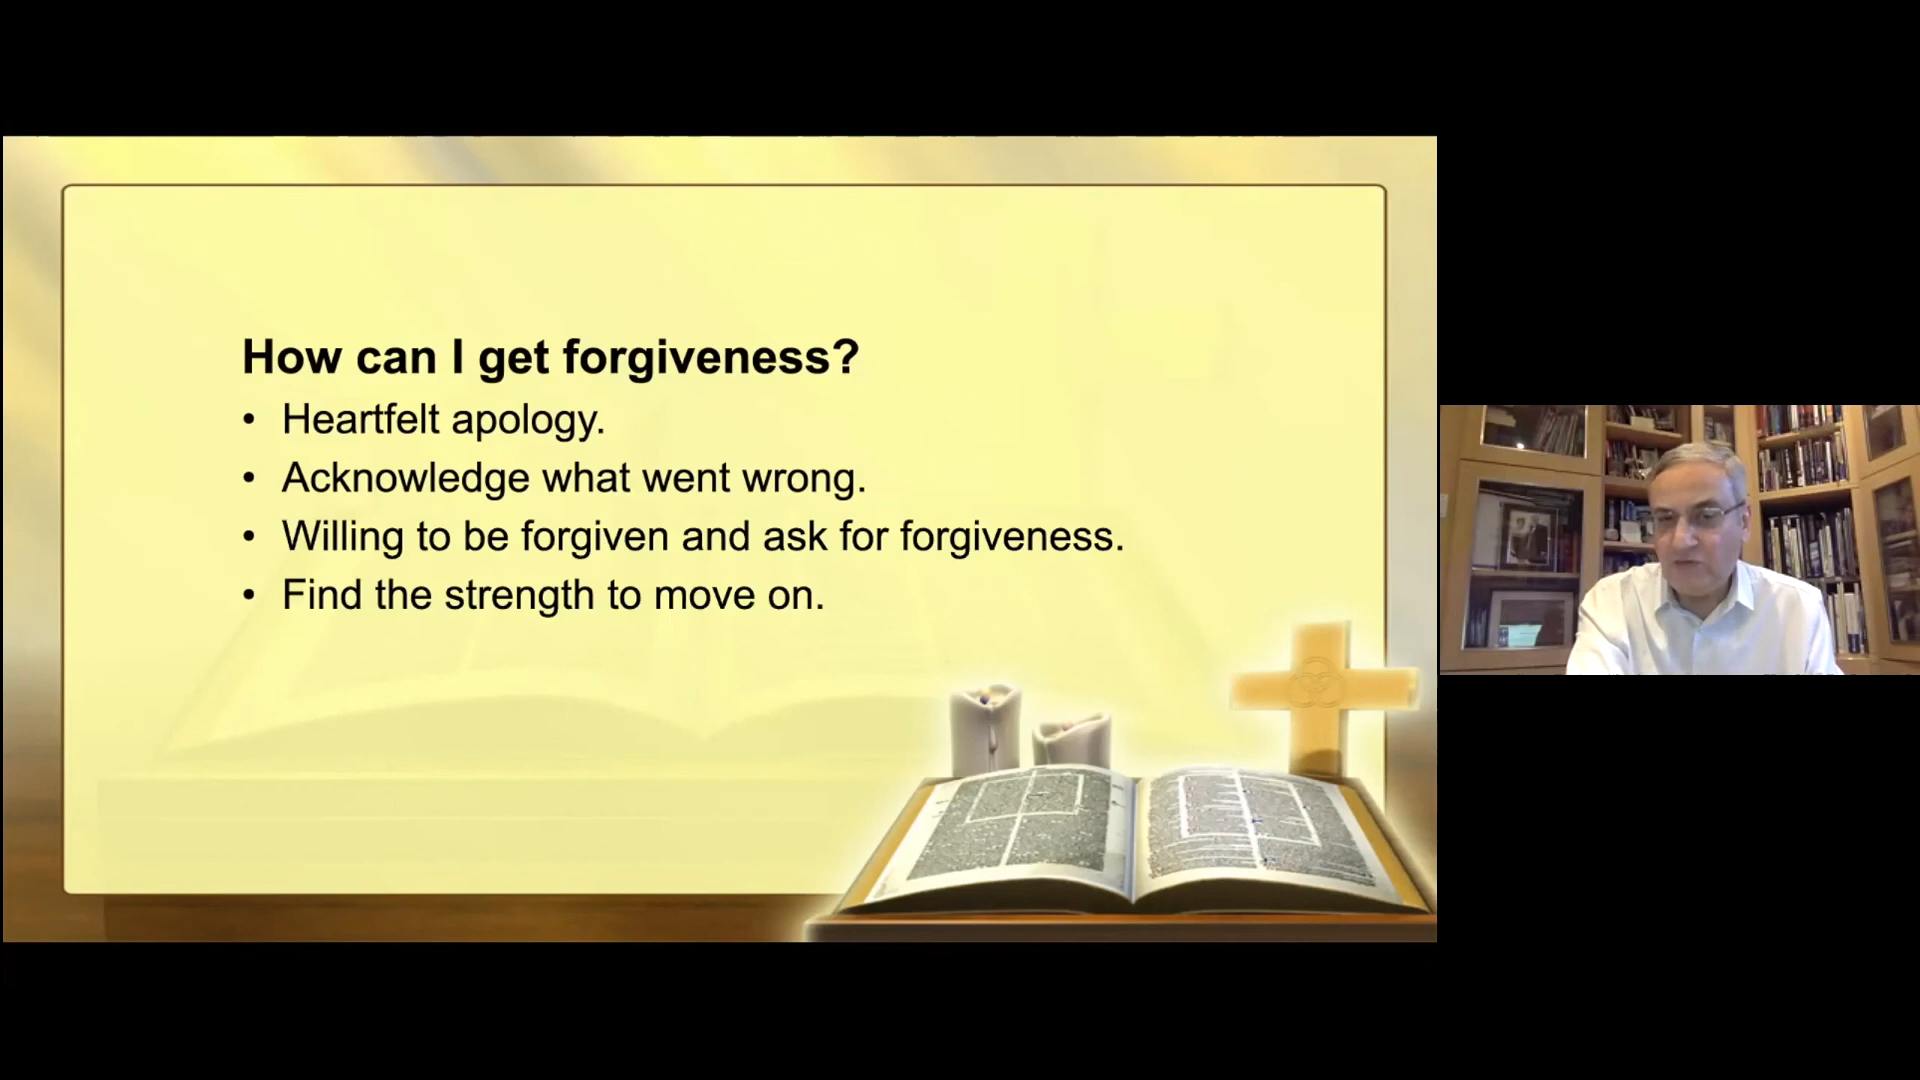 How can I get forgiveness?
• Heartfelt apology.
• Acknowledge what went wrong.
• Willing to be forgiven and ask for forgiveness.
• Find the strength to move on.